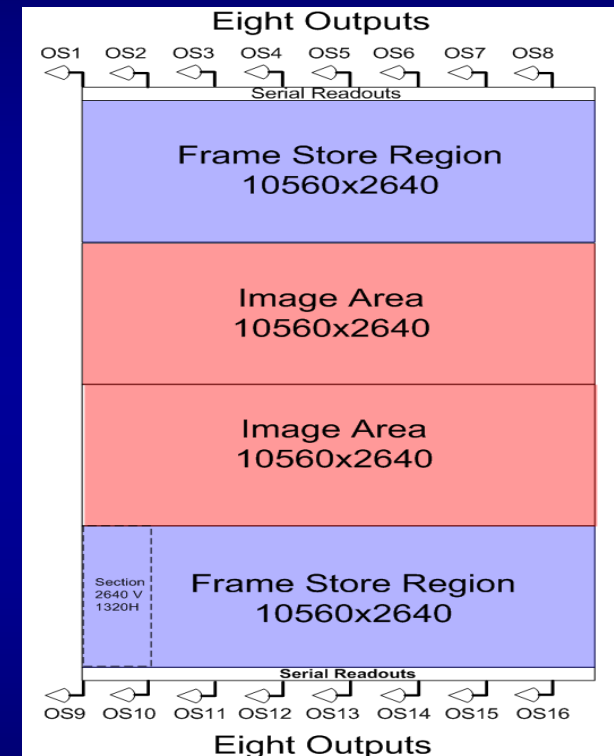 Eight Outputs
OS1 OS2 OS3 OS4 OS5 OS6 OS7 OS8
Serial Readouts
Frame Store Region
10560x2640
Image Area
10560x2640
Image Area
10560x2640
Section
2640 V
1320H
Frame Store Region
10560x2640
Serial Readouts
OS9 OS10 OS11 OS12 OS13 OS14 OS15 OS16
Eight Outputs